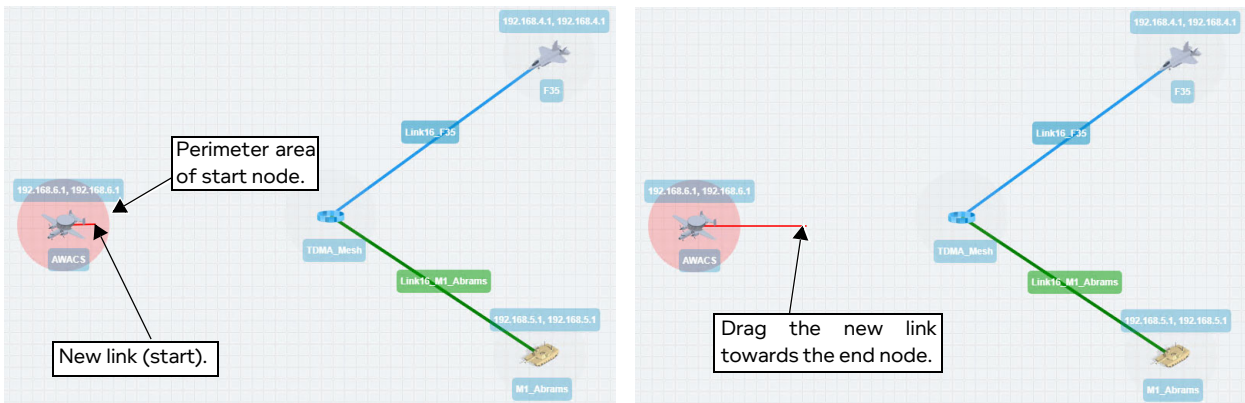 192.168.4.1, 192.168.4.1
F35
Link16_F35
Perimeter area
of start node.
192.168.6.1, 192.168.6.1
AWACS
TDMA_Mesh
Link16_M1_Abrams
192.168.5.1, 192.168.5.1
New link (start).
M1_Abrams
192.168.4.1, 192.168.4.1
F35
Link16_F35
192.168.6.1, 192.168.6.1
AWACS
TDMA_Mesh
Link16_M1_Abrams
192.168.5.1, 192.168.5.1
Drag the new link
towards the end node.
M1_Abrams